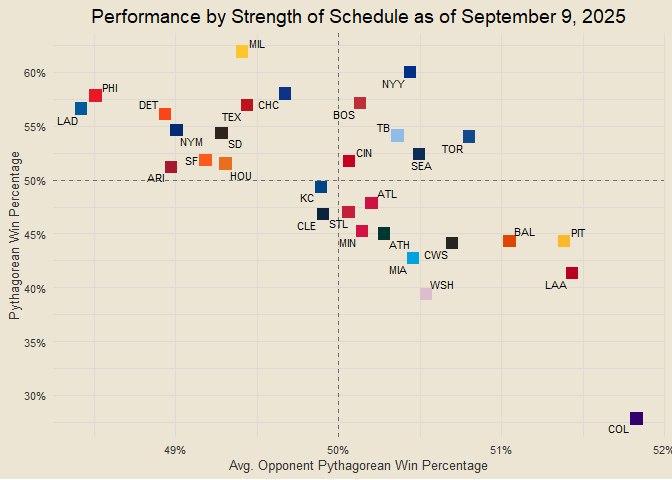 Performance by Strength of Schedule as of September 9, 2025
MIL
60%
NYY
PHI
LAD
DET
TEX
CHC
BOS
55%
NYM
SD
TB
TOR
SF
ARI
HOU
CIN
SEA
50%
KC
ATL
CLE
STL
MIN
ATH
CWS
BAL
PIT
45%
MIA
WSH
LAA
40%
35%
30%
COL
49%
50%
51%
52%
Avg. Opponent Pythagorean Win Percentage
Pythagorean Win Percentage